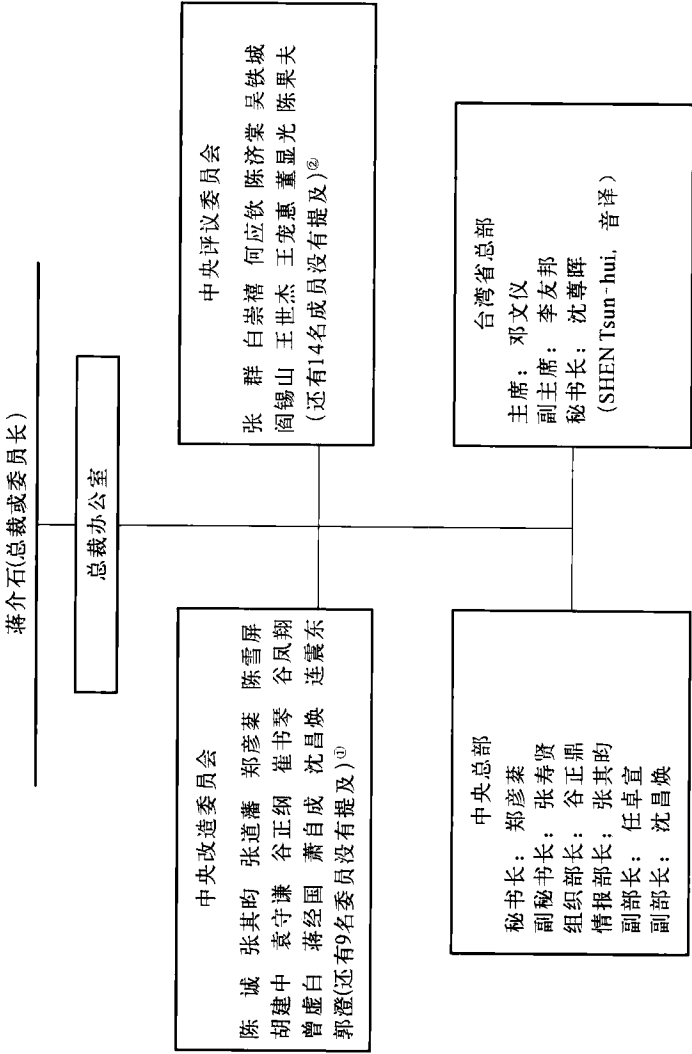 蒋介石(总裁或委员长)
总裁办公室
中央改造委员会
陈 诚 张其昀 张道藩 郑彦棻 陈雪屏
胡建中 袁守谦 谷正纲 崔书琴 谷凤翔
曾虚白 蒋经国 萧自成 沈昌焕 连震东
郭澄(还有9名委员没有提及)①
中央评议委员会
张 群 白崇禧 何应钦 陈济棠 吴铁城
阎锡山 王世杰 王宠惠 董显光 陈果夫
(还有14名成员没有提及)②
中央总部
秘书长：郑彦棻
副秘书长：张寿贤
组织部长：谷正鼎
情报部长：张其昀
副部长：任卓宣
副部长：沈昌焕
台湾省总部
主席：邓文仪
副主席：李友邦
秘书长：沈尊晖
(SHEN Tsun-hui, 音译)